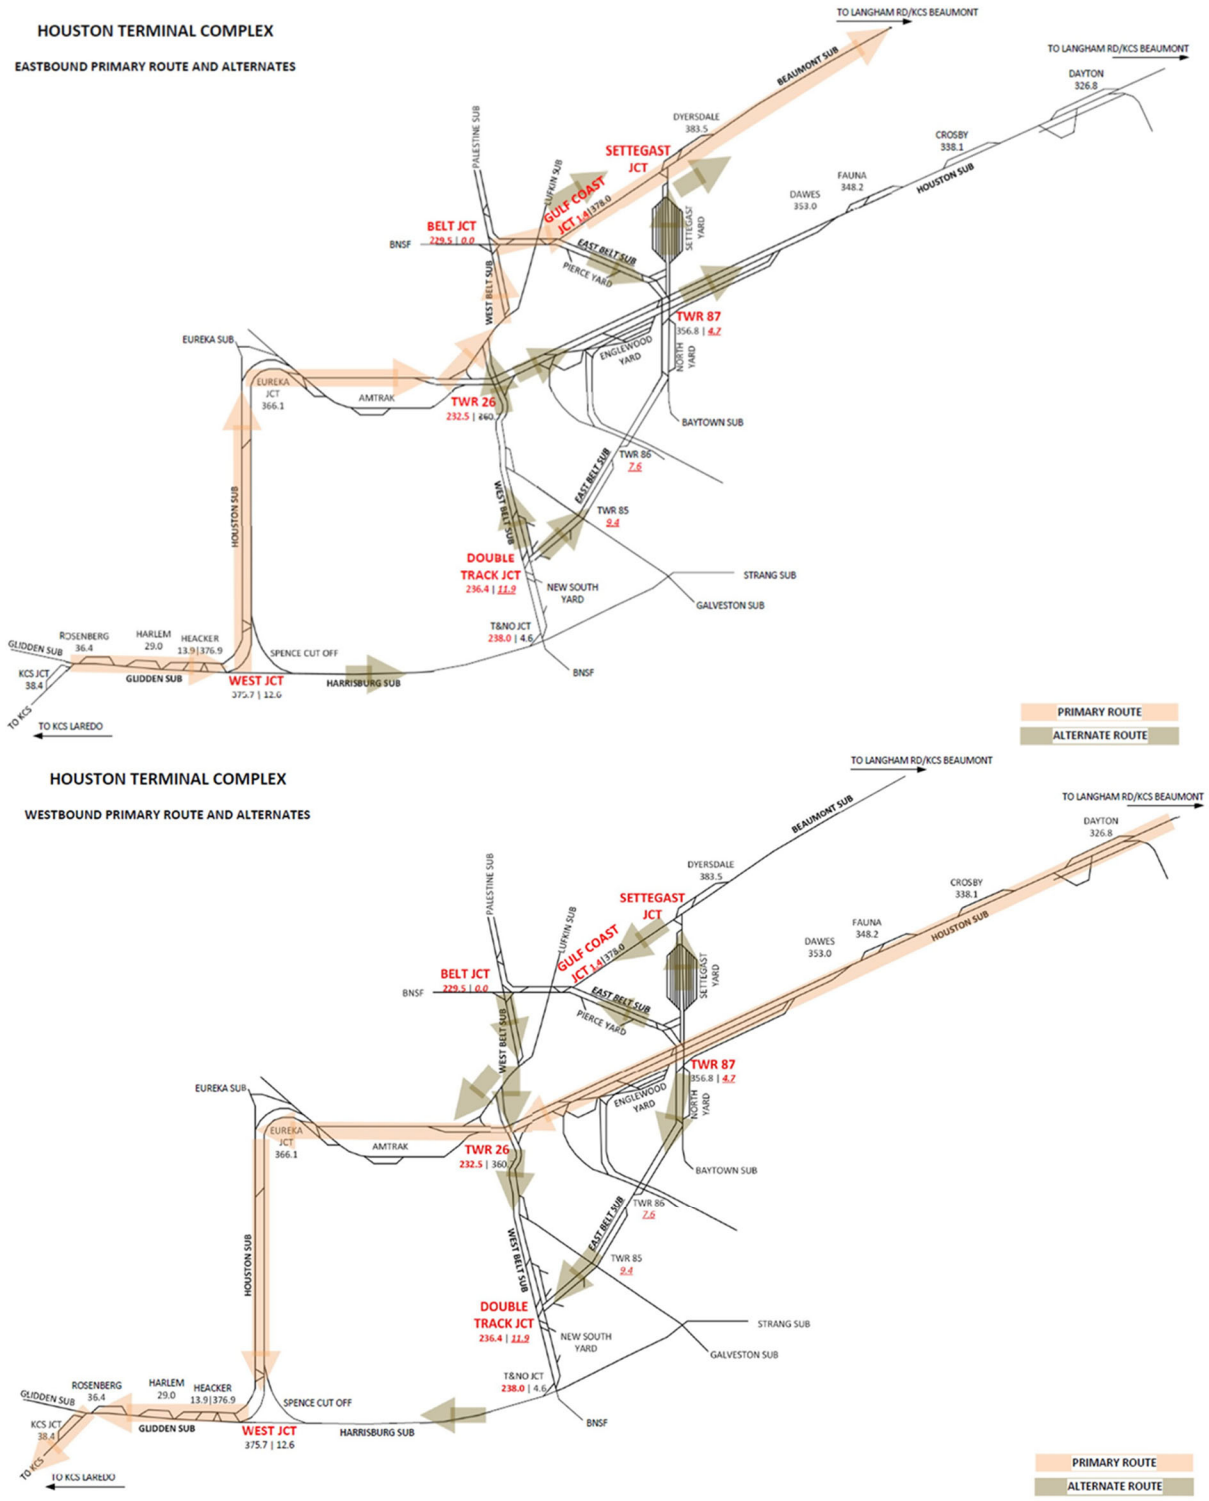 HOUSTON TERMINAL COMPLEX
EASTBOUND PRIMARY ROUTE AND ALTERNATES
TO LANGHAM RD/KCS BEAUMONT
BEAUMONT SUB
TO LANGHAM RD/KCS BEAUMONT
DAYTON
326.8
PALESTINE SUB
DYERSDALE
383.5
CROSBY
338.1
SETTEGAST
JCT
LUFKIN SUB
GULF COAST
JCT 1.4|378.0
FAUNA
348.2
HOUSTON SUB
DAWES
353.0
BELT JCT
229.5 | 0.0
BNSF
SETTEGAST
YARD
EAST BELT SUB
PIERCE YARD
WEST BELT SUB
TWR 87
356.8 | 4.7
EUREKA SUB
ENGLEWOOD
YARD
NORTH
YARD
EUREKA
JCT
366.1
AMTRAK
TWR 26
232.5 | 360
BAYTOWN SUB
TWR 86
7.6
EAST BELT SUB
WEST BELT SUB
HOUSTON SUB
TWR 85
9.4
DOUBLE
TRACK JCT
236.4 | 11.9
NEW SOUTH
YARD
STRANG SUB
GALVESTON SUB
T&NO JCT
238.0 | 4.6
ROSENBERG
36.4
HARLEM
29.0
HEACKER
13.9|376.9
GLIDDEN SUB
SPENCE CUT OFF
BNSF
KCS JCT
38.4
GLIDDEN SUB
WEST JCT
375.7 | 12.6
HARRISBURG SUB
TO KCS
TO KCS LAREDO
PRIMARY ROUTE
ALTERNATE ROUTE
HOUSTON TERMINAL COMPLEX
WESTBOUND PRIMARY ROUTE AND ALTERNATES
TO LANGHAM RD/KCS BEAUMONT
BEAUMONT SUB
TO LANGHAM RD/KCS BEAUMONT
DAYTON
326.8
PALESTINE SUB
DYERSDALE
383.5
CROSBY
338.1
SETTEGAST
JCT
LUFKIN SUB
GULF COAST
JCT 1.4|378.0
FAUNA
348.2
HOUSTON SUB
DAWES
353.0
BELT JCT
229.5 | 0.0
BNSF
SETTEGAST
YARD
EAST BELT SUB
PIERCE YARD
WEST BELT SUB
TWR 87
356.8 | 4.7
EUREKA SUB
ENGLEWOOD
YARD
NORTH
YARD
EUREKA
JCT
366.1
AMTRAK
TWR 26
232.5 | 360
BAYTOWN SUB
TWR 86
7.6
EAST BELT SUB
WEST BELT SUB
HOUSTON SUB
TWR 85
9.4
DOUBLE
TRACK JCT
236.4 | 11.9
NEW SOUTH
YARD
STRANG SUB
GALVESTON SUB
T&NO JCT
238.0 | 4.6
ROSENBERG
36.4
HARLEM
29.0
HEACKER
13.9|376.9
GLIDDEN SUB
SPENCE CUT OFF
BNSF
KCS JCT
38.4
GLIDDEN SUB
WEST JCT
375.7 | 12.6
HARRISBURG SUB
TO KCS
TO KCS LAREDO
PRIMARY ROUTE
ALTERNATE ROUTE